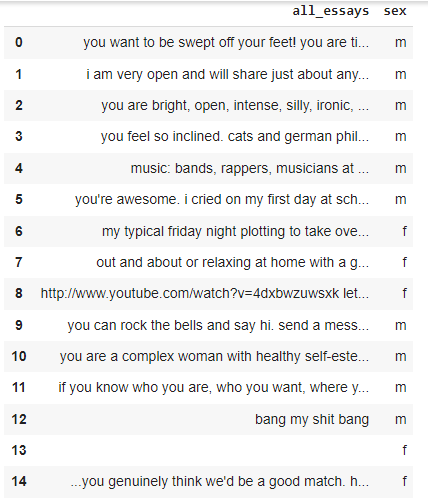 all_essays sex
0 you want to be swept off your feet! you are ti... m
1 i am very open and will share just about any... m
2 you are bright, open, intense, silly, ironic, ... m
3 you feel so inclined. cats and german phil... m
4 music: bands, rappers, musicians at ... m
5 you're awesome. i cried on my first day at sch... m
6 my typical friday night plotting to take ove... f
7 out and about or relaxing at home with a g... f
8 http://www.youtube.com/watch?v=4dxbwzuwsxk let... f
9 you can rock the bells and say hi. send a mess... m
10 you are a complex woman with healthy self-este... m
11 if you know who you are, who you want, where y... m
12 bang my shit bang m
13 f
14 ...you genuinely think we'd be a good match. h... f